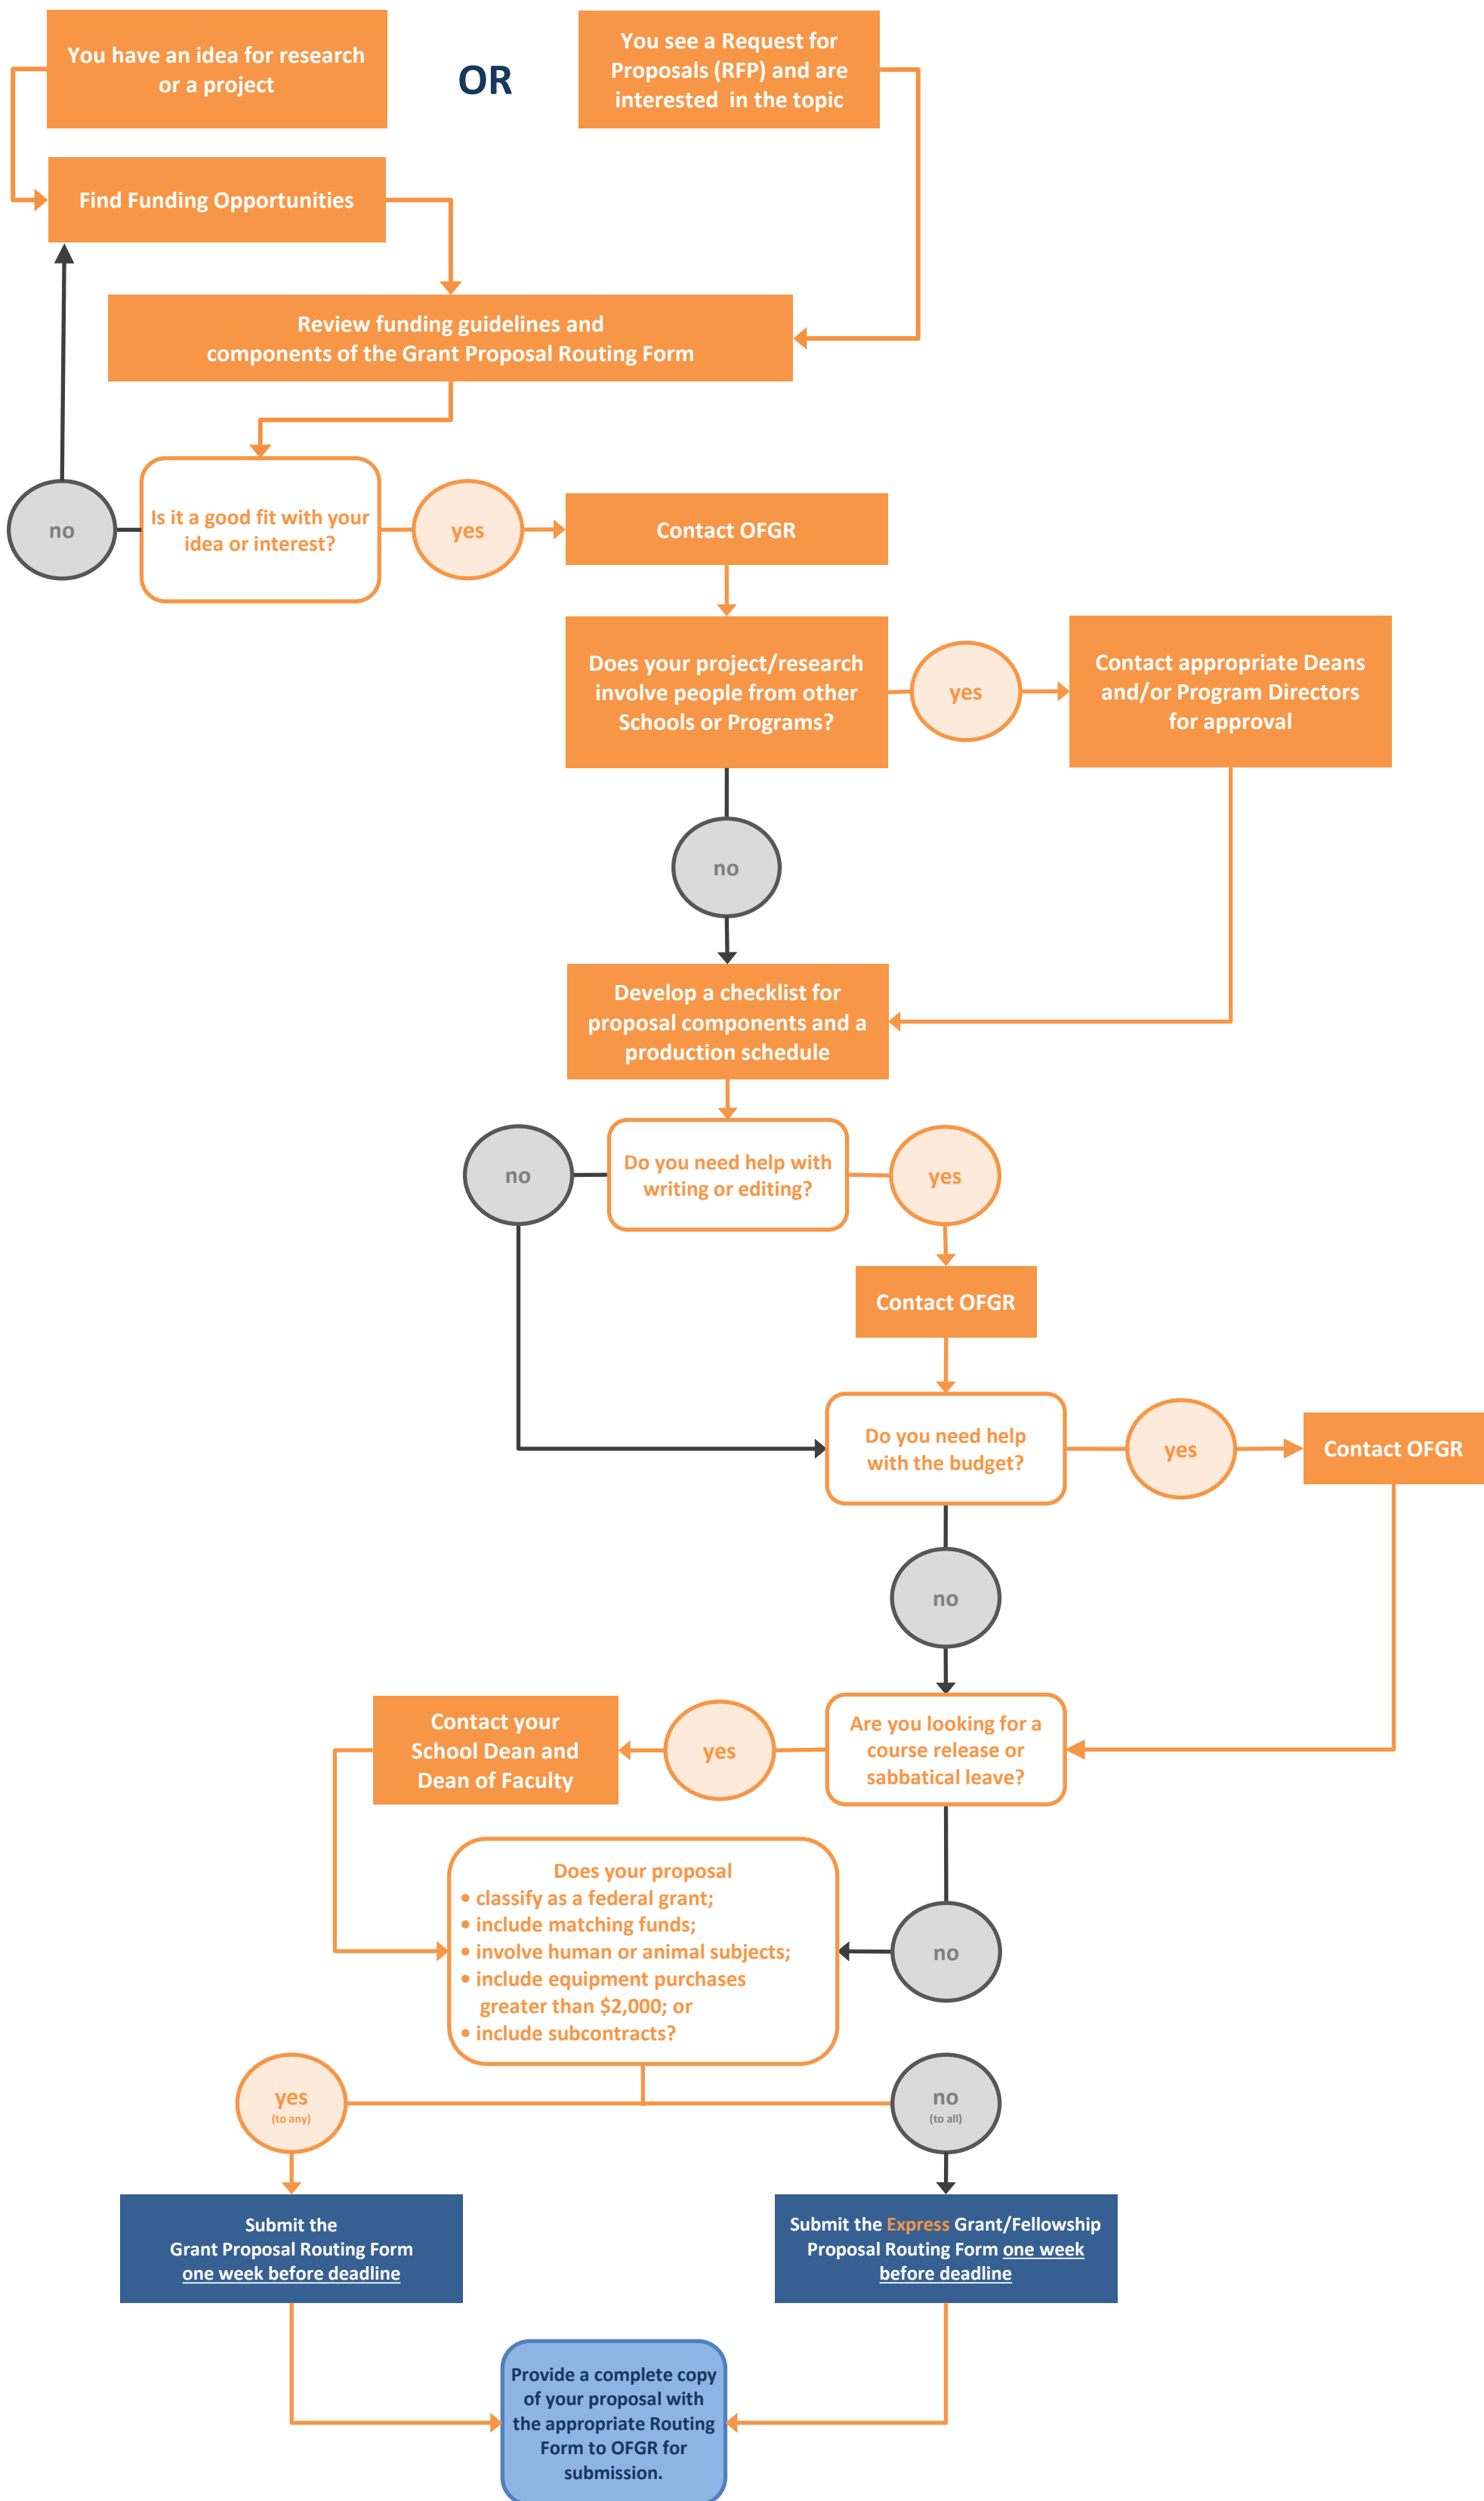 You have an idea for research
or a project
OR
You see a Request for
Proposals (RFP) and are
interested in the topic
Find Funding Opportunities
Review funding guidelines and
components of the Grant Proposal Routing Form
no
Is it a good fit with your
idea or interest?
yes
Contact OFGR
Does your project/research
involve people from other
Schools or Programs?
yes
Contact appropriate Deans
and/or Program Directors
for approval
no
Develop a checklist for
proposal components and a
production schedule
no
Do you need help with
writing or editing?
yes
Contact OFGR
Do you need help
with the budget?
yes
Contact OFGR
no
Contact your
School Dean and
Dean of Faculty
yes
Are you looking for a
course release or
sabbatical leave?
Does your proposal
• classify as a federal grant;
• include matching funds;
• involve human or animal subjects;
• include equipment purchases
greater than $2,000; or
• include subcontracts?
no
yes
(to any)
no
(to all)
Submit the
Grant Proposal Routing Form
one week before deadline
Submit the Express Grant/Fellowship
Proposal Routing Form one week
before deadline
Provide a complete copy
of your proposal with
the appropriate Routing
Form to OFGR for
submission.